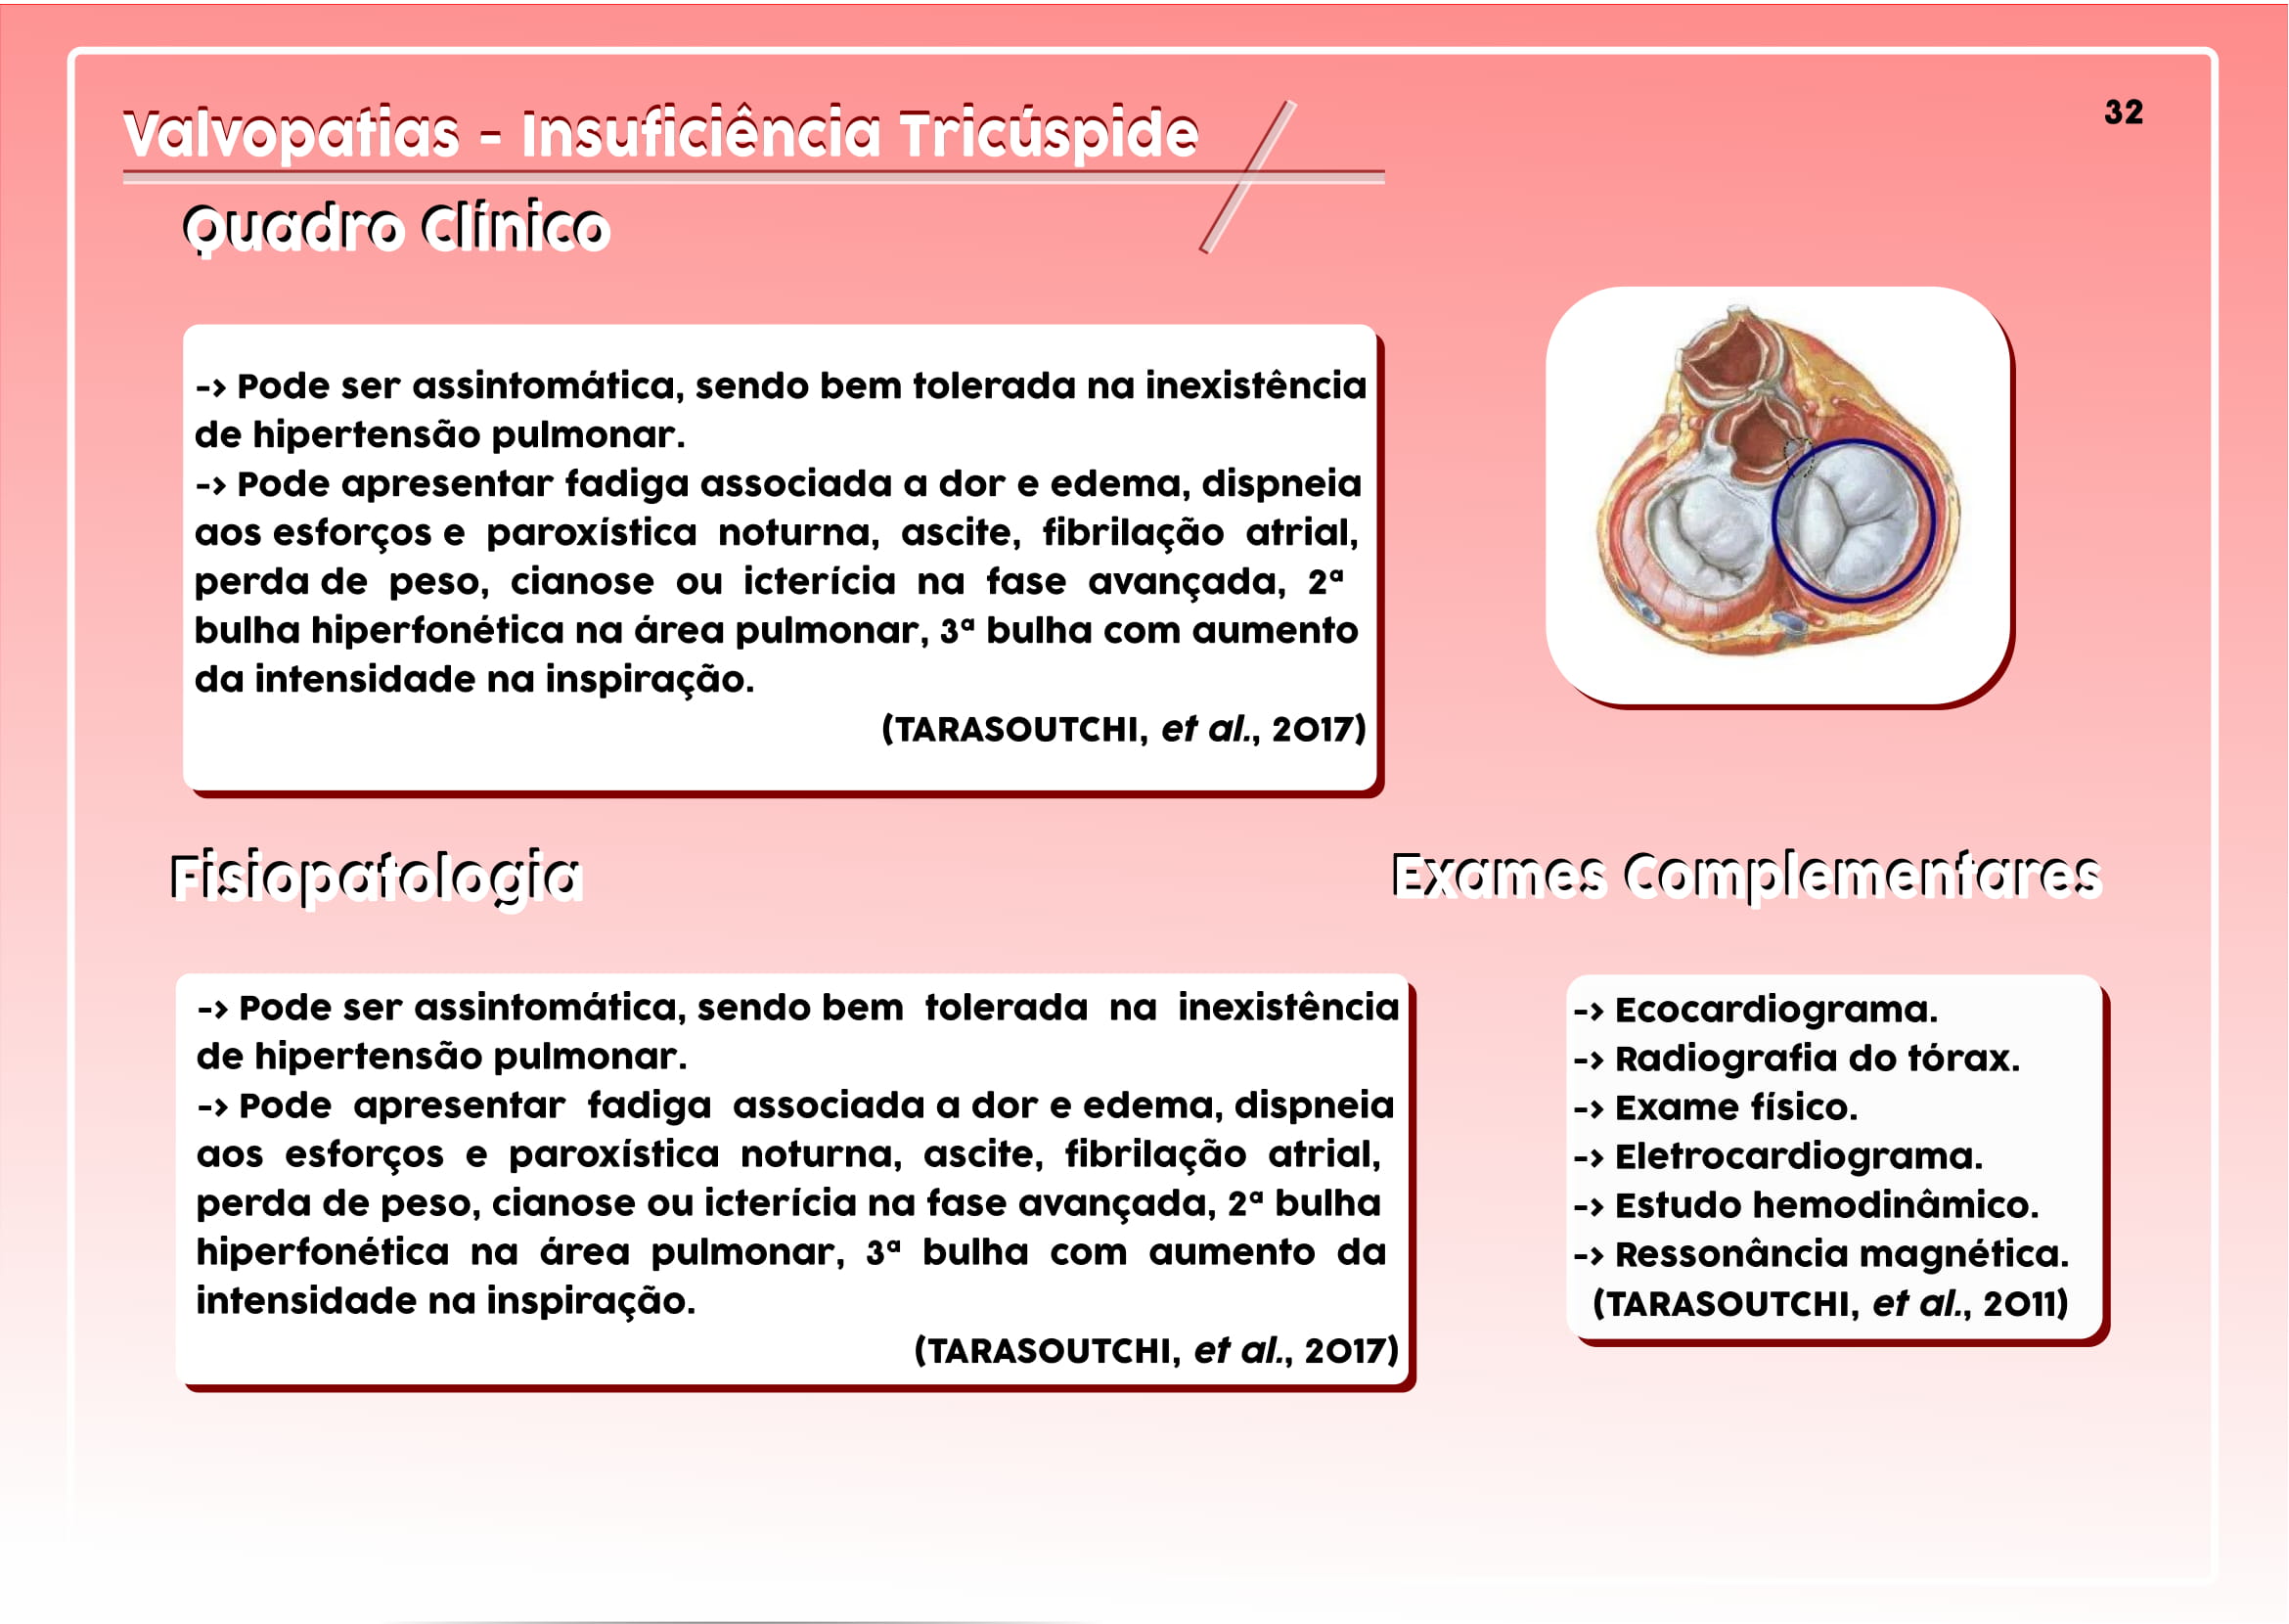 32
Valvopatias - Insuficiência Tricúspide
Quadro Clínico
-> Pode ser assintomática, sendo bem tolerada na inexistência
de hipertensão pulmonar.
-> Pode apresentar fadiga associada a dor e edema, dispneia
aos esforços e paroxística noturna, ascite, fibrilação atrial,
perda de peso, cianose ou icterícia na fase avançada, 2ª
bulha hiperfonética na área pulmonar, 3ª bulha com aumento
da intensidade na inspiração.
(TARASOUTCHI, et al., 2017)
Fisiopatologia
-> Pode ser assintomática, sendo bem tolerada na inexistência
de hipertensão pulmonar.
-> Pode apresentar fadiga associada a dor e edema, dispneia
aos esforços e paroxística noturna, ascite, fibrilação atrial,
perda de peso, cianose ou icterícia na fase avançada, 2ª bulha
hiperfonética na área pulmonar, 3ª bulha com aumento da
intensidade na inspiração.
(TARASOUTCHI, et al., 2017)
Exames Complementares
-> Ecocardiograma.
-> Radiografia do tórax.
-> Exame físico.
-> Eletrocardiograma.
-> Estudo hemodinâmico.
-> Ressonância magnética.
(TARASOUTCHI, et al., 2011)